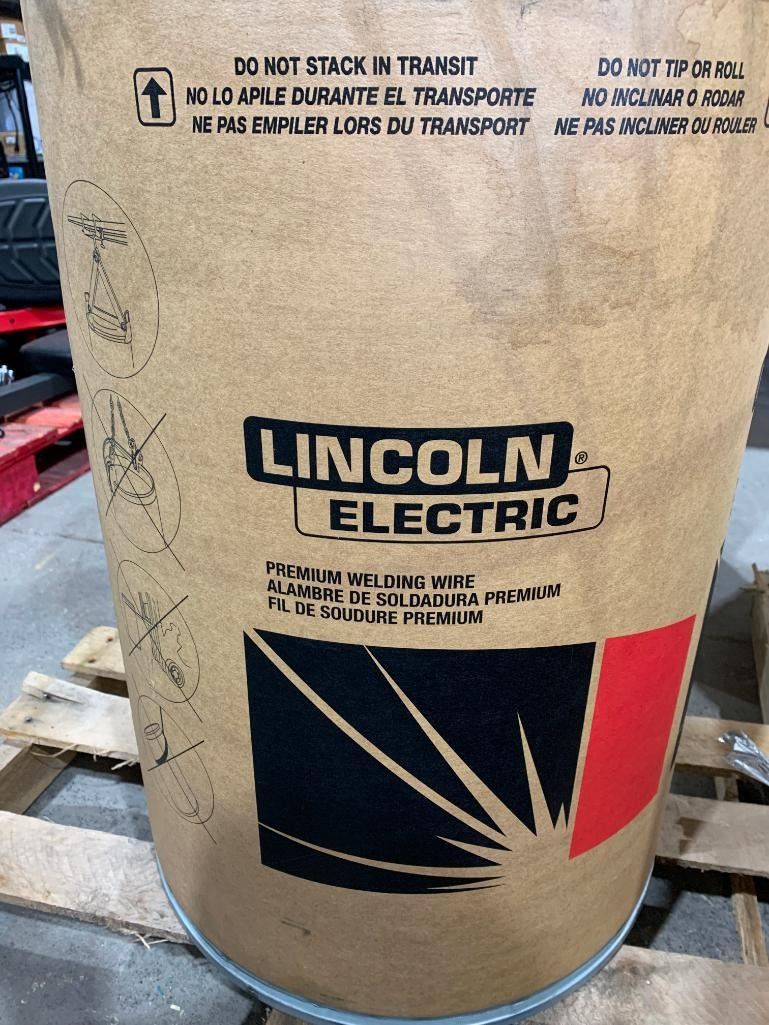 DO NOT STACK IN TRANSIT
NO LO APILE DURANTE EL TRANSPORTE
NE PAS EMPILER LORS DU TRANSPORT
DO NOT TIP OR ROLL
NO INCLINAR O RODAR
NE PAS INCLINER OU ROULER
LINCOLN ®
ELECTRIC
PREMIUM WELDING WIRE
ALAMBRE DE SOLDADURA PREMIUM
FIL DE SOUDURE PREMIUM